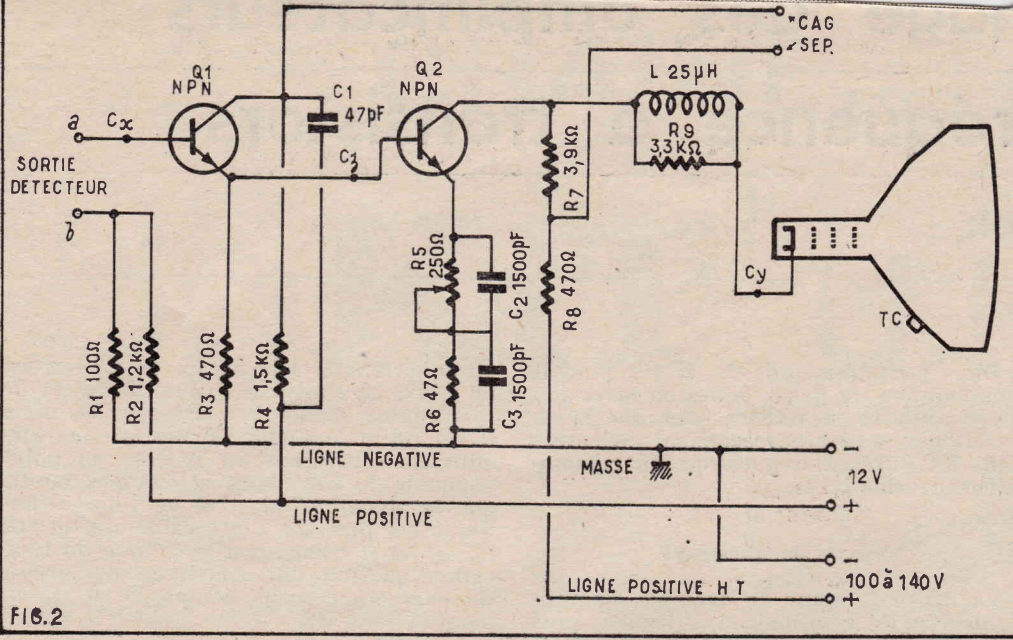 "CAG
SEP.
Q1
NPN
Q2
NPN
L 25µH
C1
47pF
a
Cx
R9
3,3KΩ
SORTIE
DETECTEUR
b
Cz
R7 3,9KΩ
R5
250Ω
C2 1500pF
Cy
R8 470Ω
TC
R1 100Ω
R2 1,2kΩ
R3 470Ω
R4 1,5KΩ
R6 47Ω
C3 1500pF
LIGNE NEGATIVE
MASSE
−
12V
LIGNE POSITIVE
+
−
LIGNE POSITIVE HT
100 à 140V
+
FIG.2